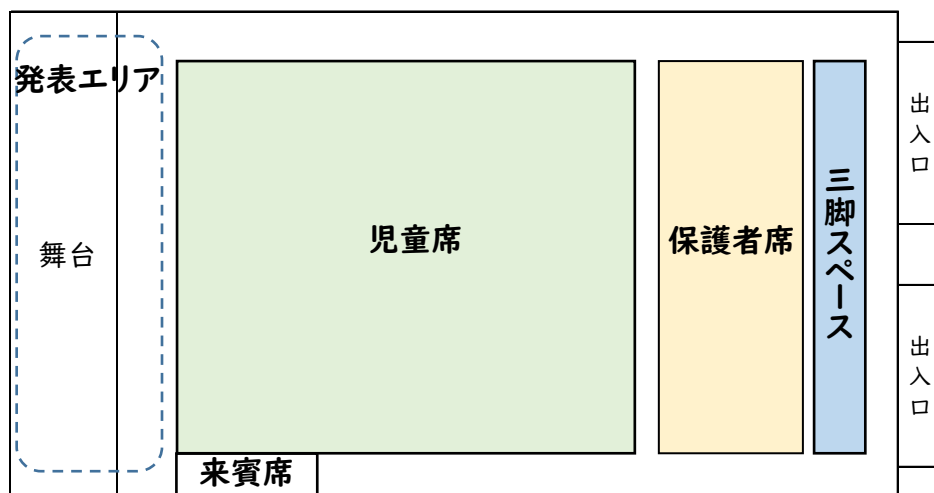 発表エリア
舞台
児童席
来賓席
保護者席
三脚スペース
出入口
出入口